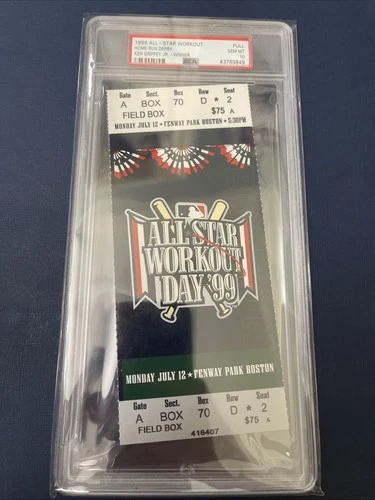 1999 ALL-STAR WORKOUT FULL
HOME RUN DERBY GEM MT
KEN GRIFFEY JR.-WINNER 10
PSA 43769849
Gate Sect. Box Row Seat
A BOX 70 D * 2
FIELD BOX $75 A
MONDAY JULY 12 ★ FENWAY PARK BOSTON ★ 5:30PM
ALL STAR
WORKOUT
DAY '99
MONDAY JULY 12 ★ FENWAY PARK BOSTON
Gate Sect. Box Row Seat
A BOX 70 D * 2
FIELD BOX $75 A
416407